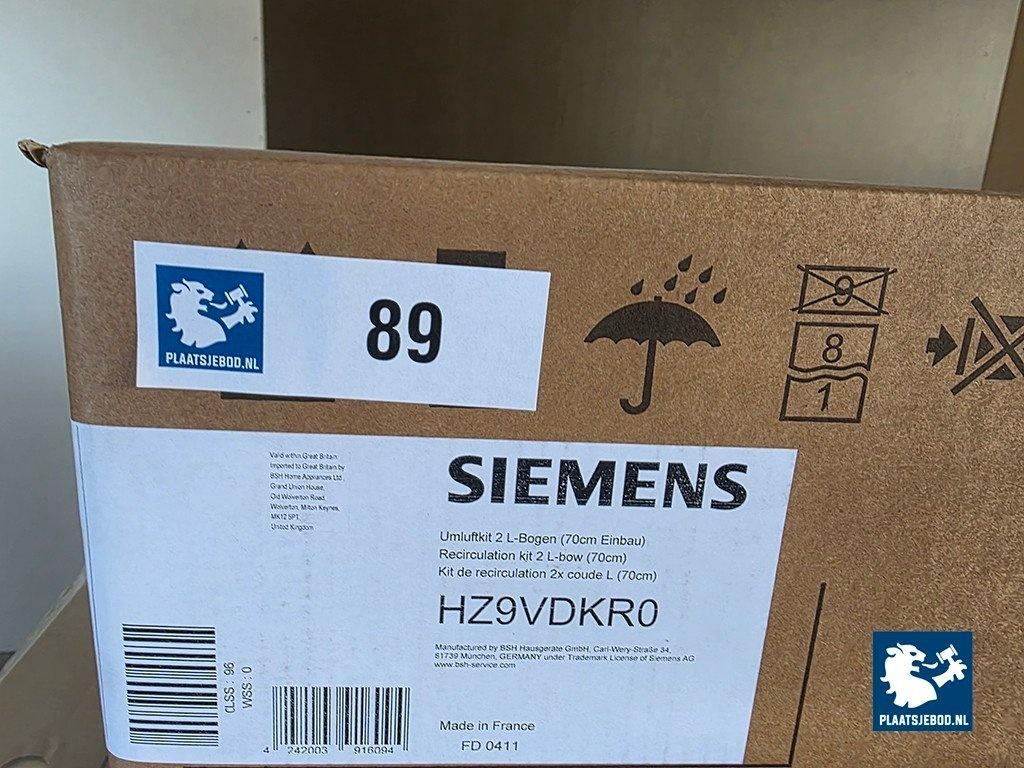 PLAATSJEBOD.NL
89
9
8
1
Valid within Great Britain
Imported to Great Britain by
BSH Home Appliances Ltd.
Grand Union House,
Old Wolverton Road,
Wolverton, Milton Keynes,
MK12 5PT,
United Kingdom
SIEMENS
Umluftkit 2 L-Bogen (70cm Einbau)
Recirculation kit 2 L-bow (70cm)
Kit de recirculation 2x coude L (70cm)
HZ9VDKR0
Manufactured by BSH Hausgeräte GmbH, Carl-Wery-Straße 34,
81739 München, GERMANY under Trademark License of Siemens AG
www.bsh-service.com
CLSS : 96
WSS : 0
4 242003 916094
Made in France
FD 0411
PLAATSJEBOD.NL